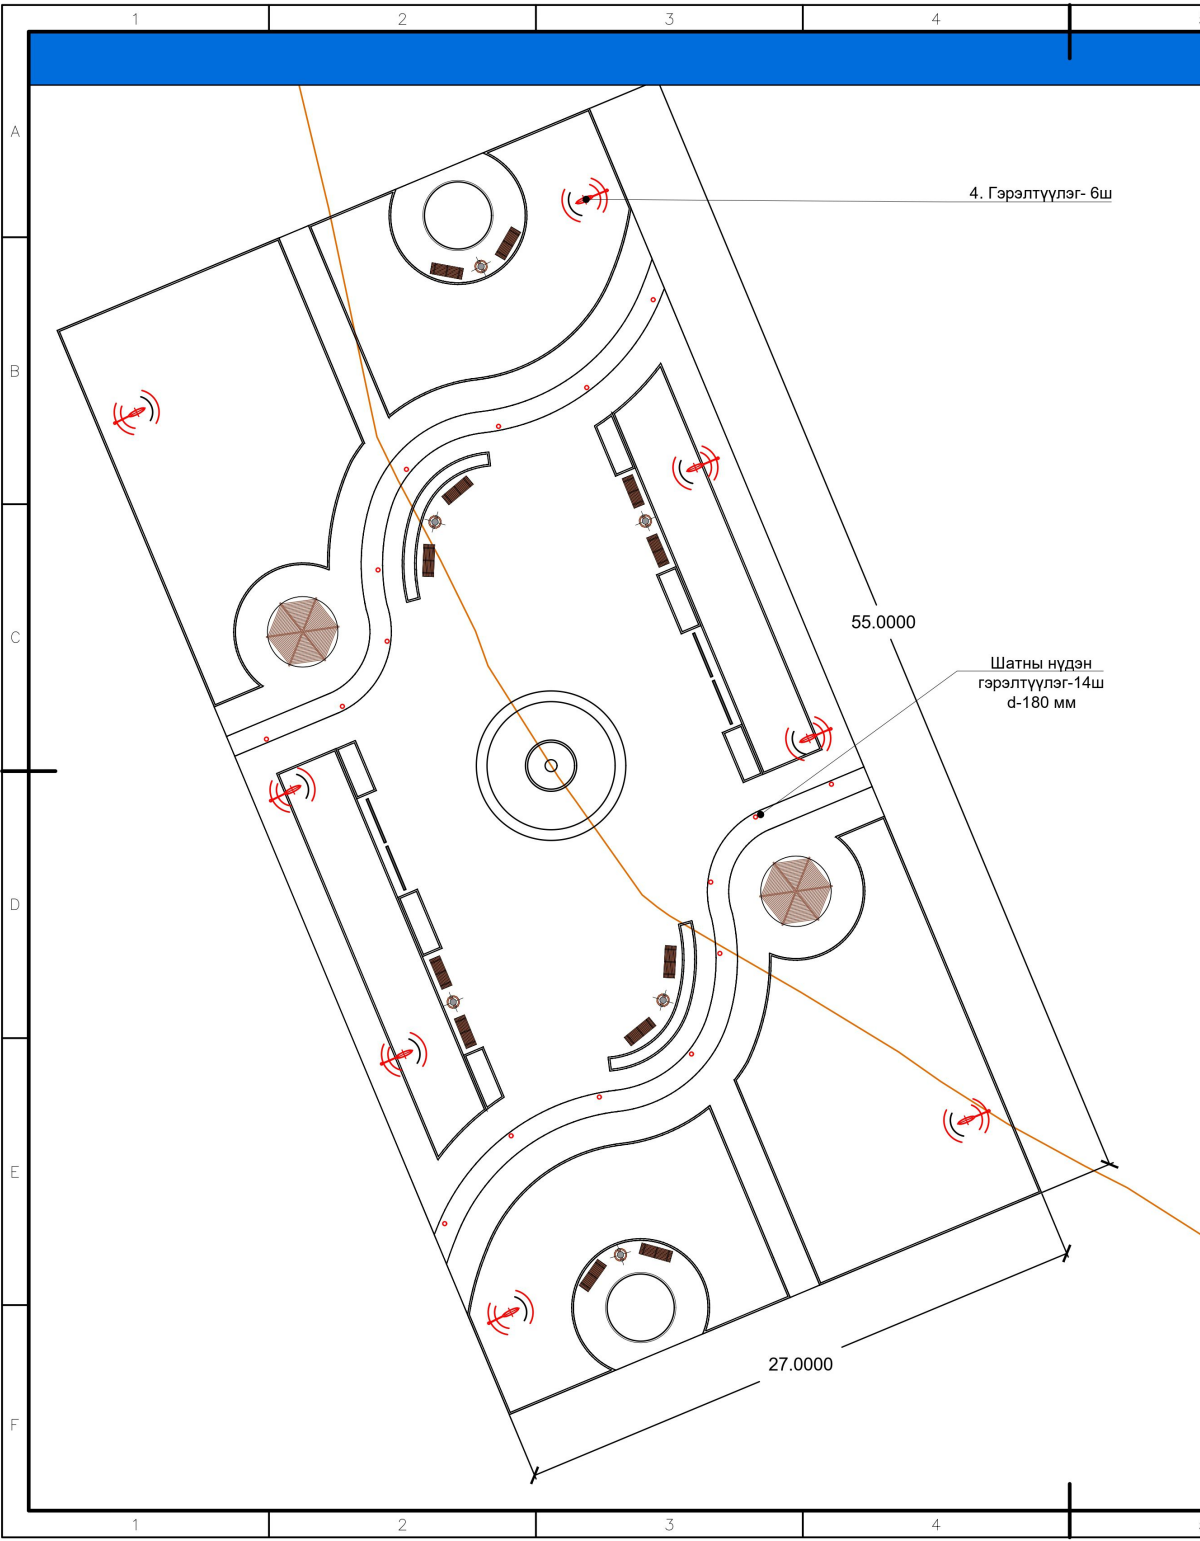 1 2 3 4
A
4. Гэрэлтүүлэг- 6ш
B
55.0000
C
Шатны нүдэн
гэрэлтүүлэг-14ш
d-180 мм
D
E
27.0000
F
1 2 3 4